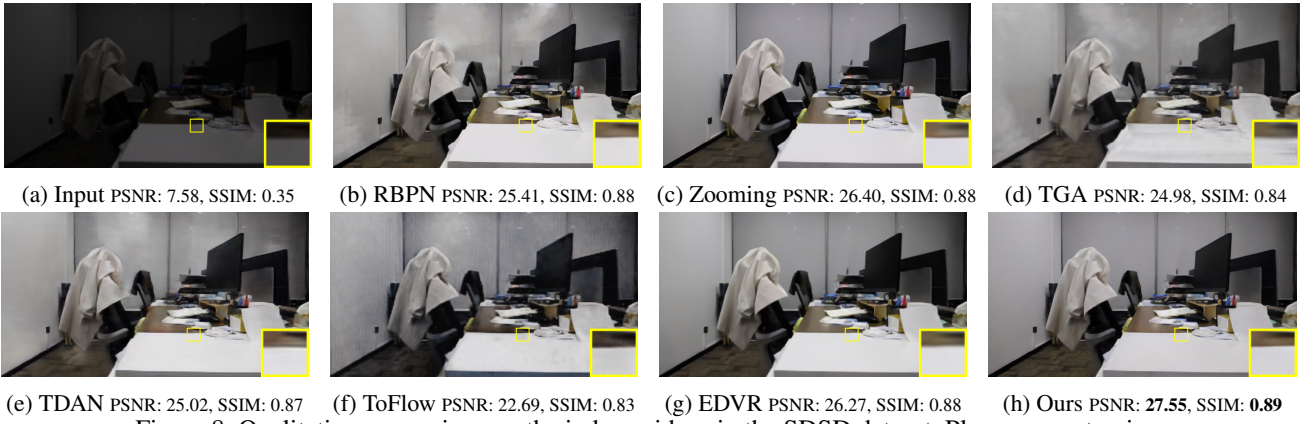 (a) Input PSNR: 7.58, SSIM: 0.35
(b) RBPN PSNR: 25.41, SSIM: 0.88
(c) Zooming PSNR: 26.40, SSIM: 0.88
(d) TGA PSNR: 24.98, SSIM: 0.84
(e) TDAN PSNR: 25.02, SSIM: 0.87
(f) ToFlow PSNR: 22.69, SSIM: 0.83
(g) EDVR PSNR: 26.27, SSIM: 0.88
(h) Ours PSNR: 27.55, SSIM: 0.89